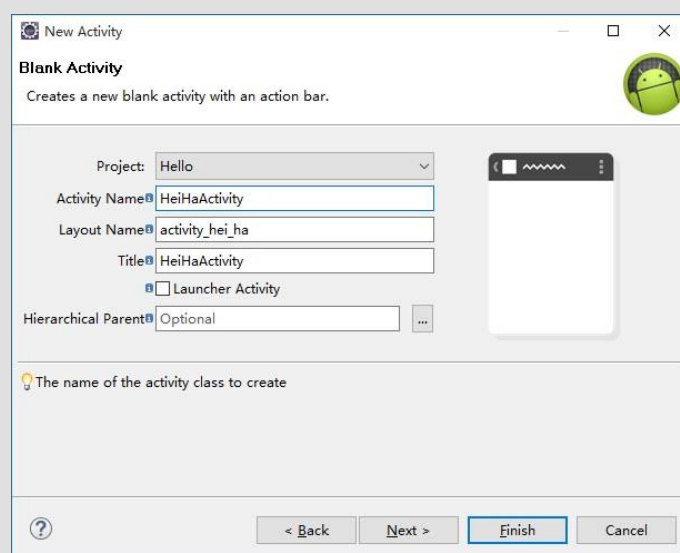 New Activity
Blank Activity
Creates a new blank activity with an action bar.
Project: Hello
Activity Name HeiHaActivity
Layout Name activity_hei_ha
Title HeiHaActivity
Launcher Activity
Hierarchical Parent Optional ...
The name of the activity class to create
? < Back Next > Finish Cancel